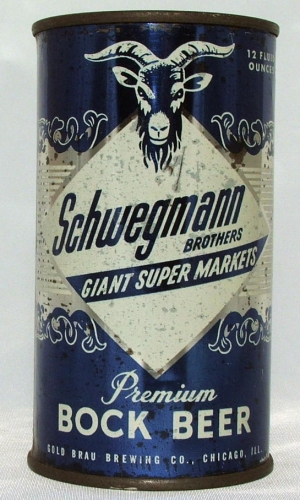 12 FLUID
OUNCES
Schwegmann
BROTHERS
GIANT SUPER MARKETS
Premium
BOCK BEER
GOLD BRAU BREWING CO., CHICAGO, ILL.